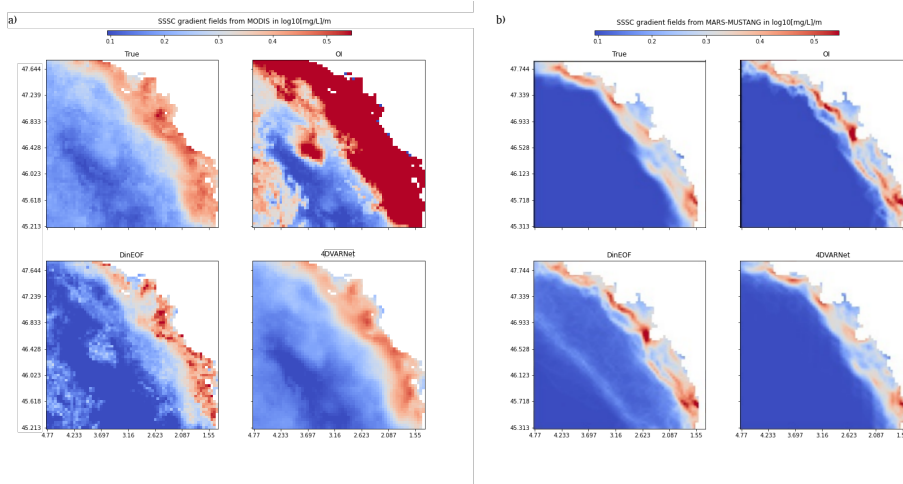 a)
SSSC gradient fields from MODIS in log10[mg/L]/m
0.1 0.2 0.3 0.4 0.5
True OI
47.644
47.239
46.833
46.428
46.023
45.618
45.213
DinEOF 4DVARNet
47.644
47.239
46.833
46.428
46.023
45.618
45.213
4.77 4.233 3.697 3.16 2.623 2.087 1.55 4.77 4.233 3.697 3.16 2.623 2.087 1.55
b)
SSSC gradient fields from MARS-MUSTANG in log10[mg/L]/m
0.1 0.2 0.3 0.4 0.5
True OI
47.744
47.339
46.933
46.528
46.123
45.718
45.313
DinEOF 4DVARNet
47.744
47.339
46.933
46.528
46.123
45.718
45.313
4.77 4.233 3.697 3.16 2.623 2.087 1.55 4.77 4.233 3.697 3.16 2.623 2.087 1.55